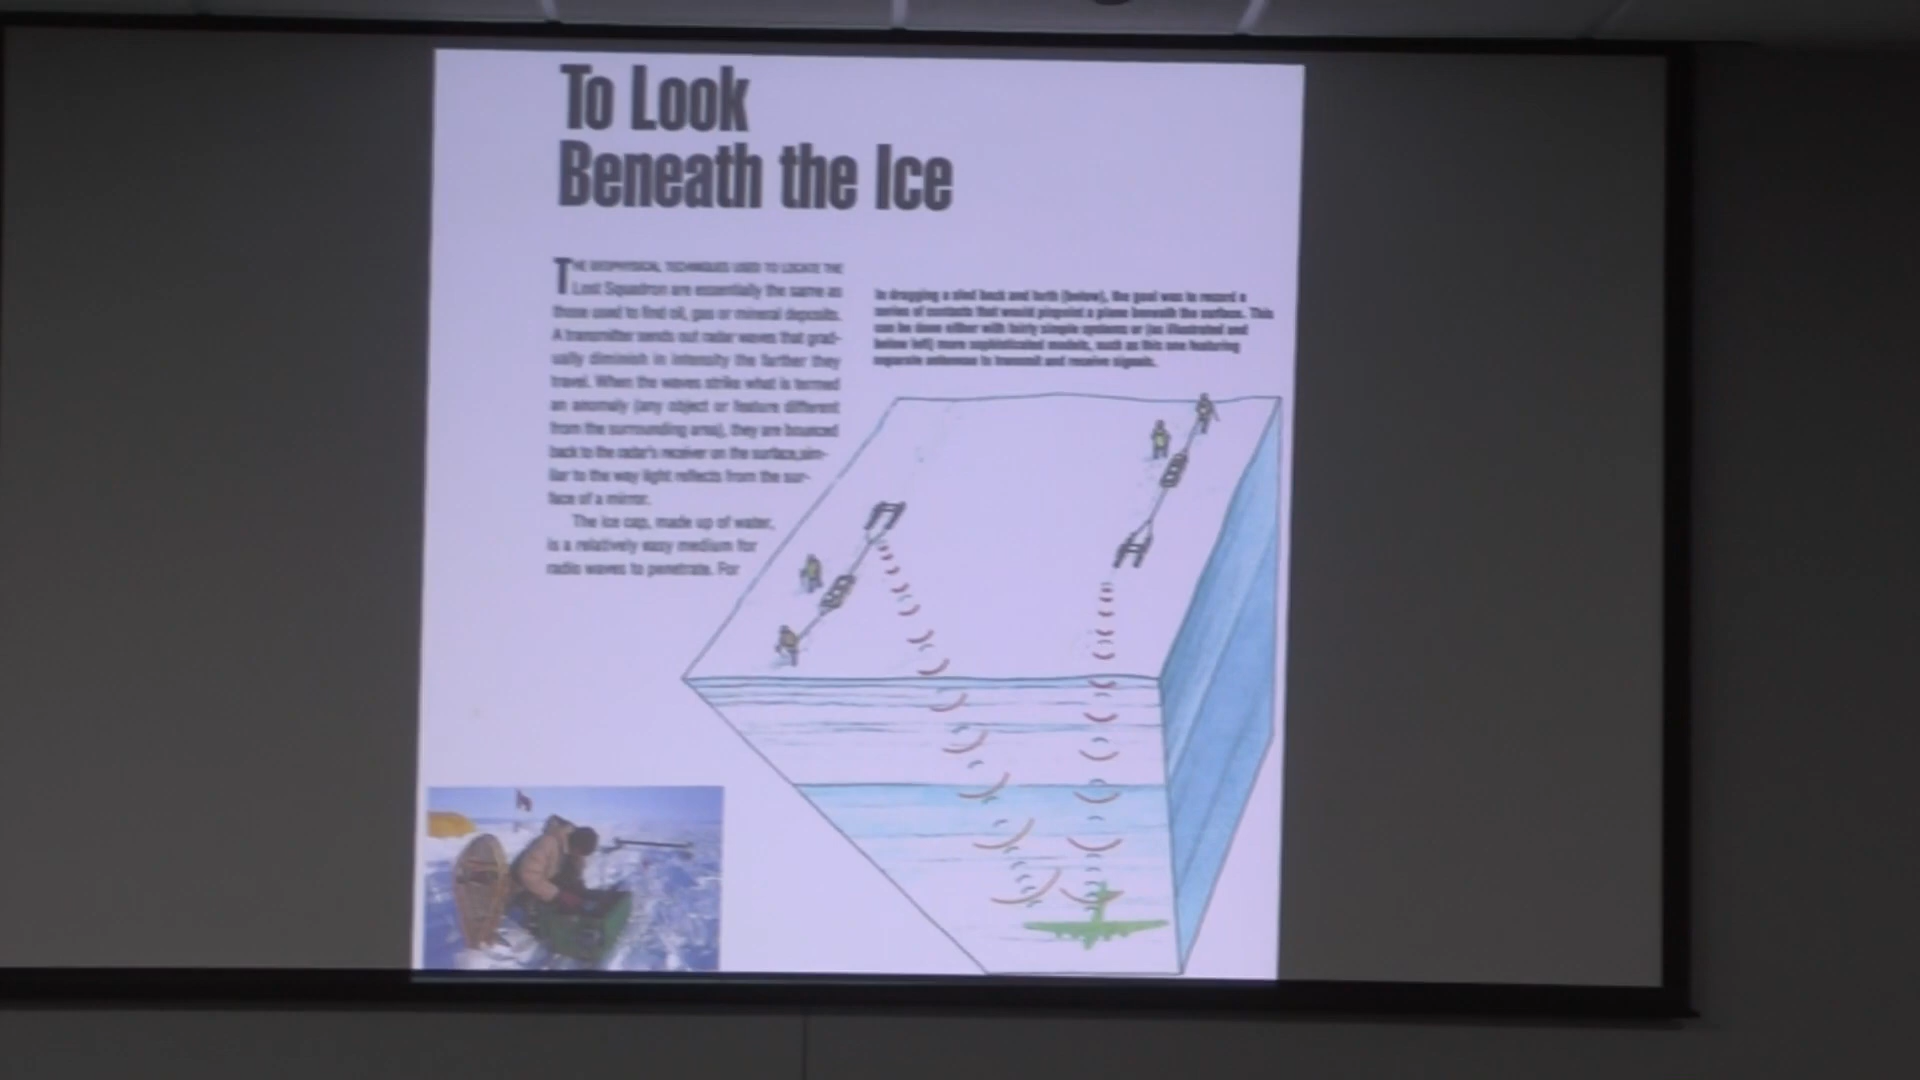 To Look
Beneath the Ice
THE GEOPHYSICAL TECHNIQUES USED TO LOCATE THE
Lost Squadron are essentially the same as
those used to find oil, gas or mineral deposits.
A transmitter sends out radar waves that grad-
ually diminish in intensity the farther they
travel. When the waves strike what is termed
an anomaly (any object or feature different
from the surrounding area), they are bounced
back to the radar's receiver on the surface,sim-
ilar to the way light reflects from the sur-
face of a mirror.
The ice cap, made up of water,
is a relatively easy medium for
radio waves to penetrate. For
In dragging a sled back and forth (below), the goal was to record a
series of contacts that would pinpoint a plane beneath the surface. This
can be done either with fairly simple systems or (as illustrated and
below left) more sophisticated models, such as this one featuring
separate antennas to transmit and receive signals.